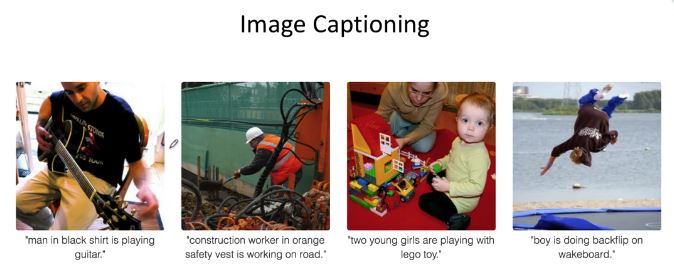 Image Captioning
"man in black shirt is playing
guitar."
"construction worker in orange
safety vest is working on road."
"two young girls are playing with
lego toy."
"boy is doing backflip on
wakeboard."